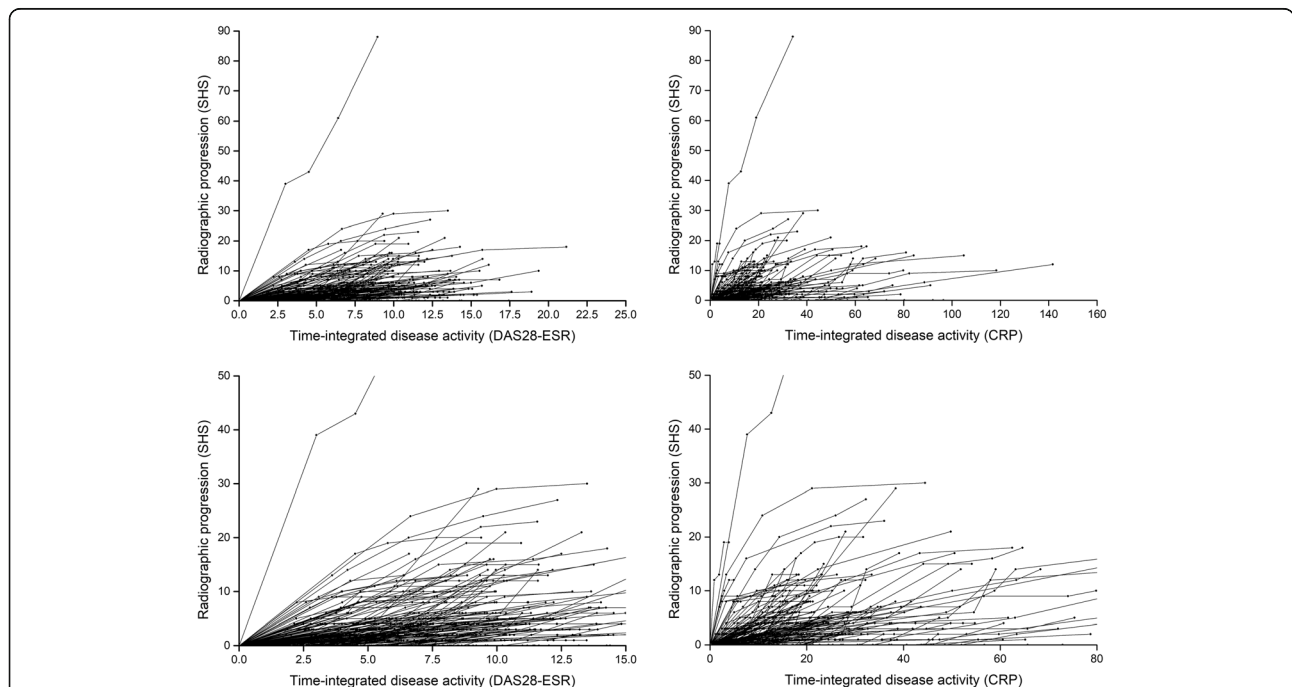 90
80
70
60
50
40
30
20
10
0
Radiographic progression (SHS)
0.0 2.5 5.0 7.5 10.0 12.5 15.0 17.5 20.0 22.5 25.0
Time-integrated disease activity (DAS28-ESR)
90
80
70
60
50
40
30
20
10
0
Radiographic progression (SHS)
0 20 40 60 80 100 120 140 160
Time-integrated disease activity (CRP)
50
40
30
20
10
0
Radiographic progression (SHS)
0.0 2.5 5.0 7.5 10.0 12.5 15.0
Time-integrated disease activity (DAS28-ESR)
50
40
30
20
10
0
Radiographic progression (SHS)
0 20 40 60 80
Time-integrated disease activity (CRP)